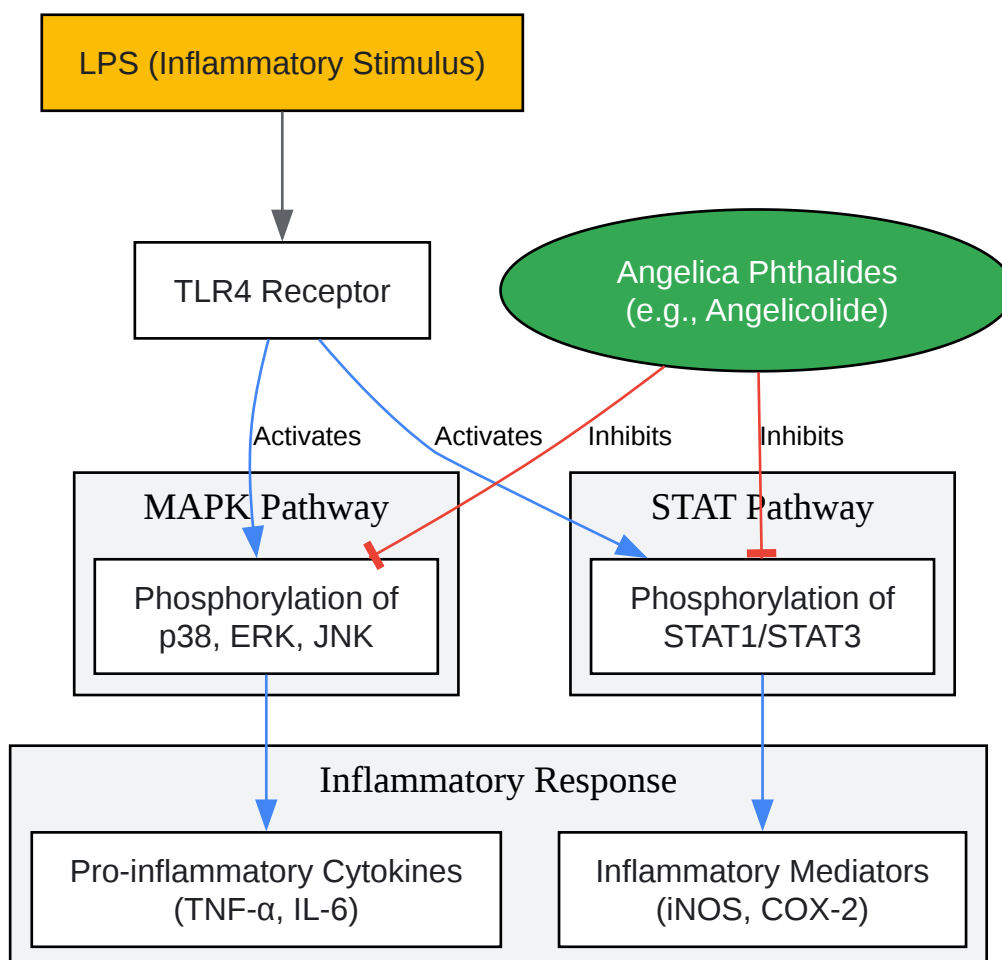 LPS (Inflammatory Stimulus)
TLR4 Receptor
Angelica Phthalides
(e.g., Angelicolide)
Activates
Activates
Inhibits
Inhibits
MAPK Pathway
STAT Pathway
Phosphorylation of
p38, ERK, JNK
Phosphorylation of
STAT1/STAT3
Inflammatory Response
Pro-inflammatory Cytokines
(TNF-α, IL-6)
Inflammatory Mediators
(iNOS, COX-2)